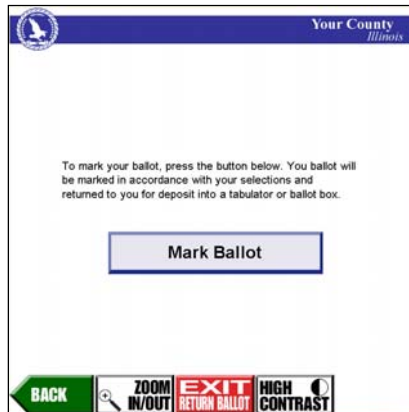 Your County
Illinois
To mark your ballot, press the button below. You ballot will
be marked in accordance with your selections and
returned to you for deposit into a tabulator or ballot box.
Mark Ballot
BACK
ZOOM
IN/OUT
EXIT
RETURN BALLOT
HIGH
CONTRAST